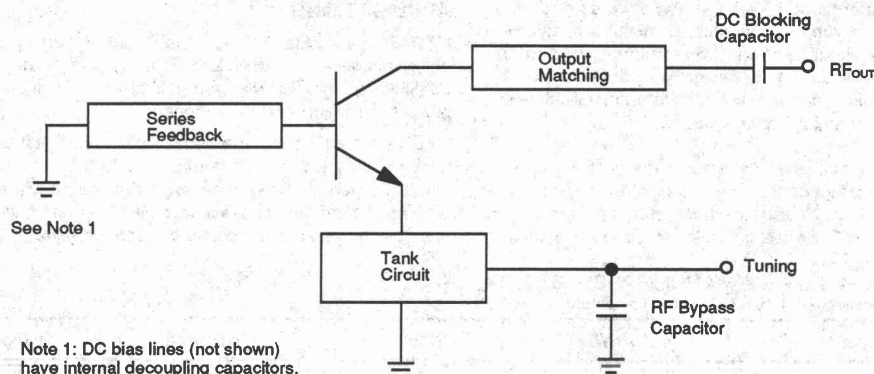 DC Blocking
Capacitor
Output
Matching
RFOUT
Series
Feedback
See Note 1
Tank
Circuit
Tuning
RF Bypass
Capacitor
Note 1: DC bias lines (not shown)
have internal decoupling capacitors.